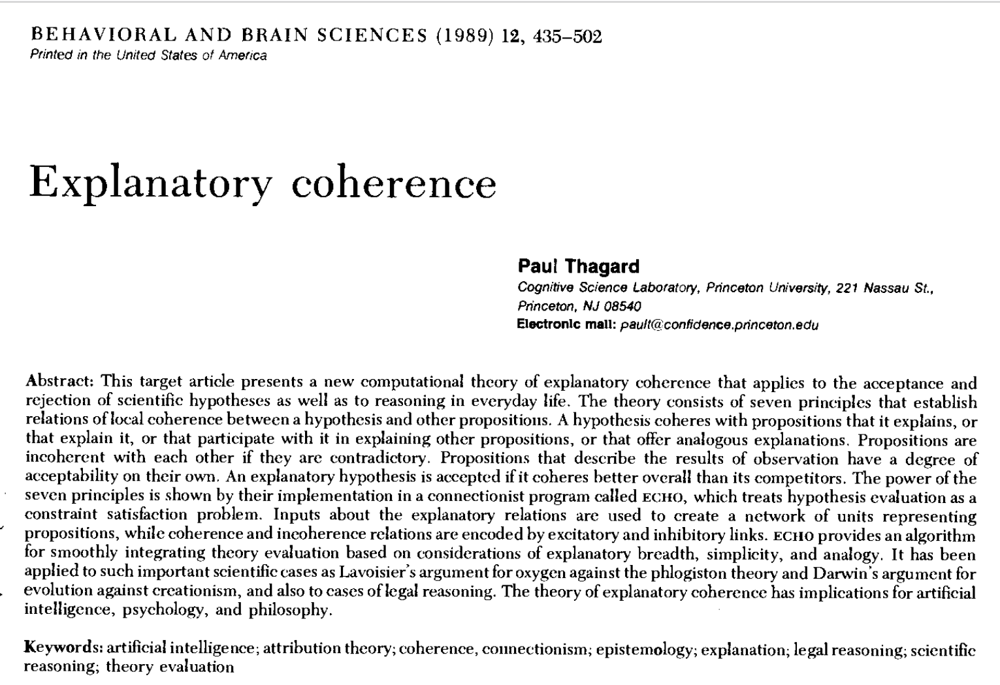 BEHAVIORAL AND BRAIN SCIENCES (1989) 12, 435–502
Printed in the United States of America
Explanatory coherence
Paul Thagard
Cognitive Science Laboratory, Princeton University, 221 Nassau St.,
Princeton, NJ 08540
Electronic mail: pault@confidence.princeton.edu
Abstract: This target article presents a new computational theory of explanatory coherence that applies to the acceptance and
rejection of scientific hypotheses as well as to reasoning in everyday life. The theory consists of seven principles that establish
relations of local coherence between a hypothesis and other propositions. A hypothesis coheres with propositions that it explains, or
that explain it, or that participate with it in explaining other propositions, or that offer analogous explanations. Propositions are
incoherent with each other if they are contradictory. Propositions that describe the results of observation have a degree of
acceptability on their own. An explanatory hypothesis is accepted if it coheres better overall than its competitors. The power of the
seven principles is shown by their implementation in a connectionist program called ECHO, which treats hypothesis evaluation as a
constraint satisfaction problem. Inputs about the explanatory relations are used to create a network of units representing
propositions, while coherence and incoherence relations are encoded by excitatory and inhibitory links. ECHO provides an algorithm
for smoothly integrating theory evaluation based on considerations of explanatory breadth, simplicity, and analogy. It has been
applied to such important scientific cases as Lavoisier's argument for oxygen against the phlogiston theory and Darwin's argument for
evolution against creationism, and also to cases of legal reasoning. The theory of explanatory coherence has implications for artificial
intelligence, psychology, and philosophy.
Keywords: artificial intelligence; attribution theory; coherence, connectionism; epistemology; explanation; legal reasoning; scientific
reasoning; theory evaluation